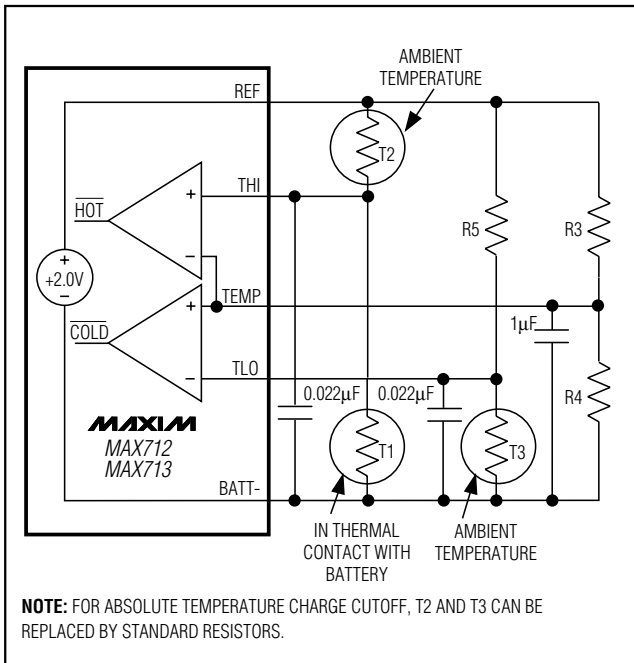 AMBIENT
TEMPERATURE
REF
T2
THI
+
HOT
R5
R3
−
+
+2.0V
−
TEMP
+
COLD
1µF
TLO
−
0.022µF
0.022µF
R4
MAXIM
MAX712
MAX713
T1
T3
BATT-
IN THERMAL
CONTACT WITH
BATTERY
AMBIENT
TEMPERATURE
NOTE: FOR ABSOLUTE TEMPERATURE CHARGE CUTOFF, T2 AND T3 CAN BE
REPLACED BY STANDARD RESISTORS.